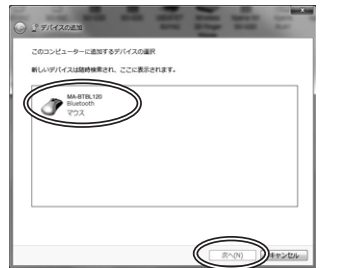 デバイスの追加
このコンピューターに追加するデバイスの選択
新しいデバイスは随時検索され、ここに表示されます。
MA-BTBL120
Bluetooth
マウス
次へ(N)
キャンセル